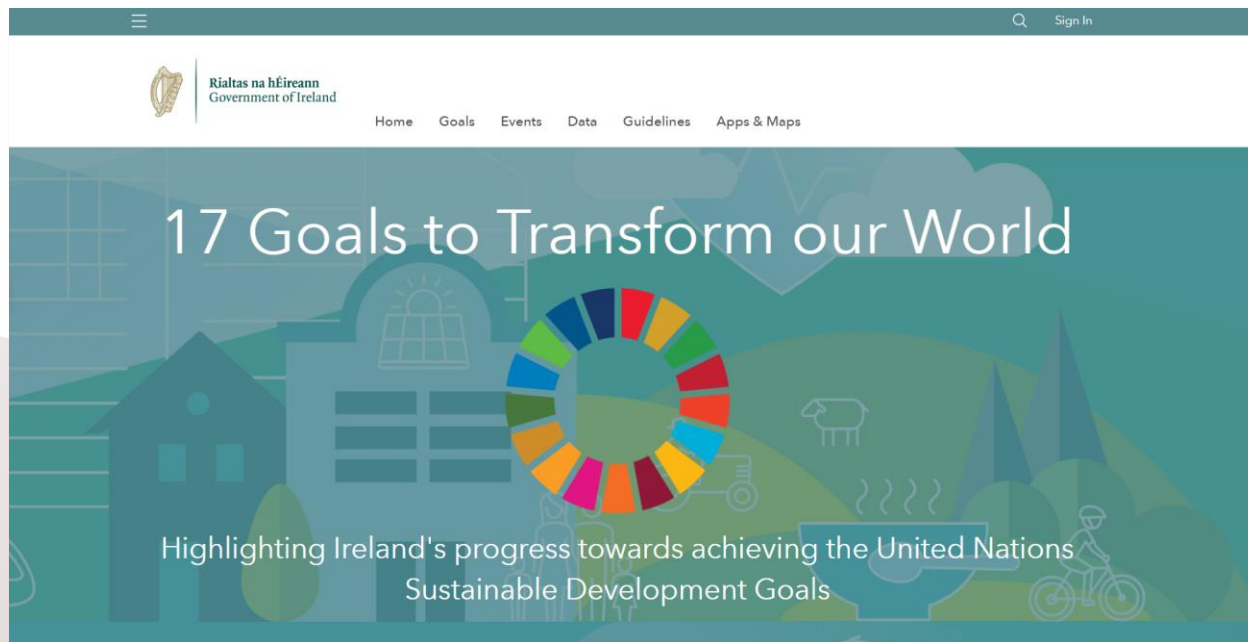 Sign In
Rialtas na hÉireann
Government of Ireland
Home Goals Events Data Guidelines Apps & Maps
17 Goals to Transform our World
Highlighting Ireland's progress towards achieving the United Nations
Sustainable Development Goals